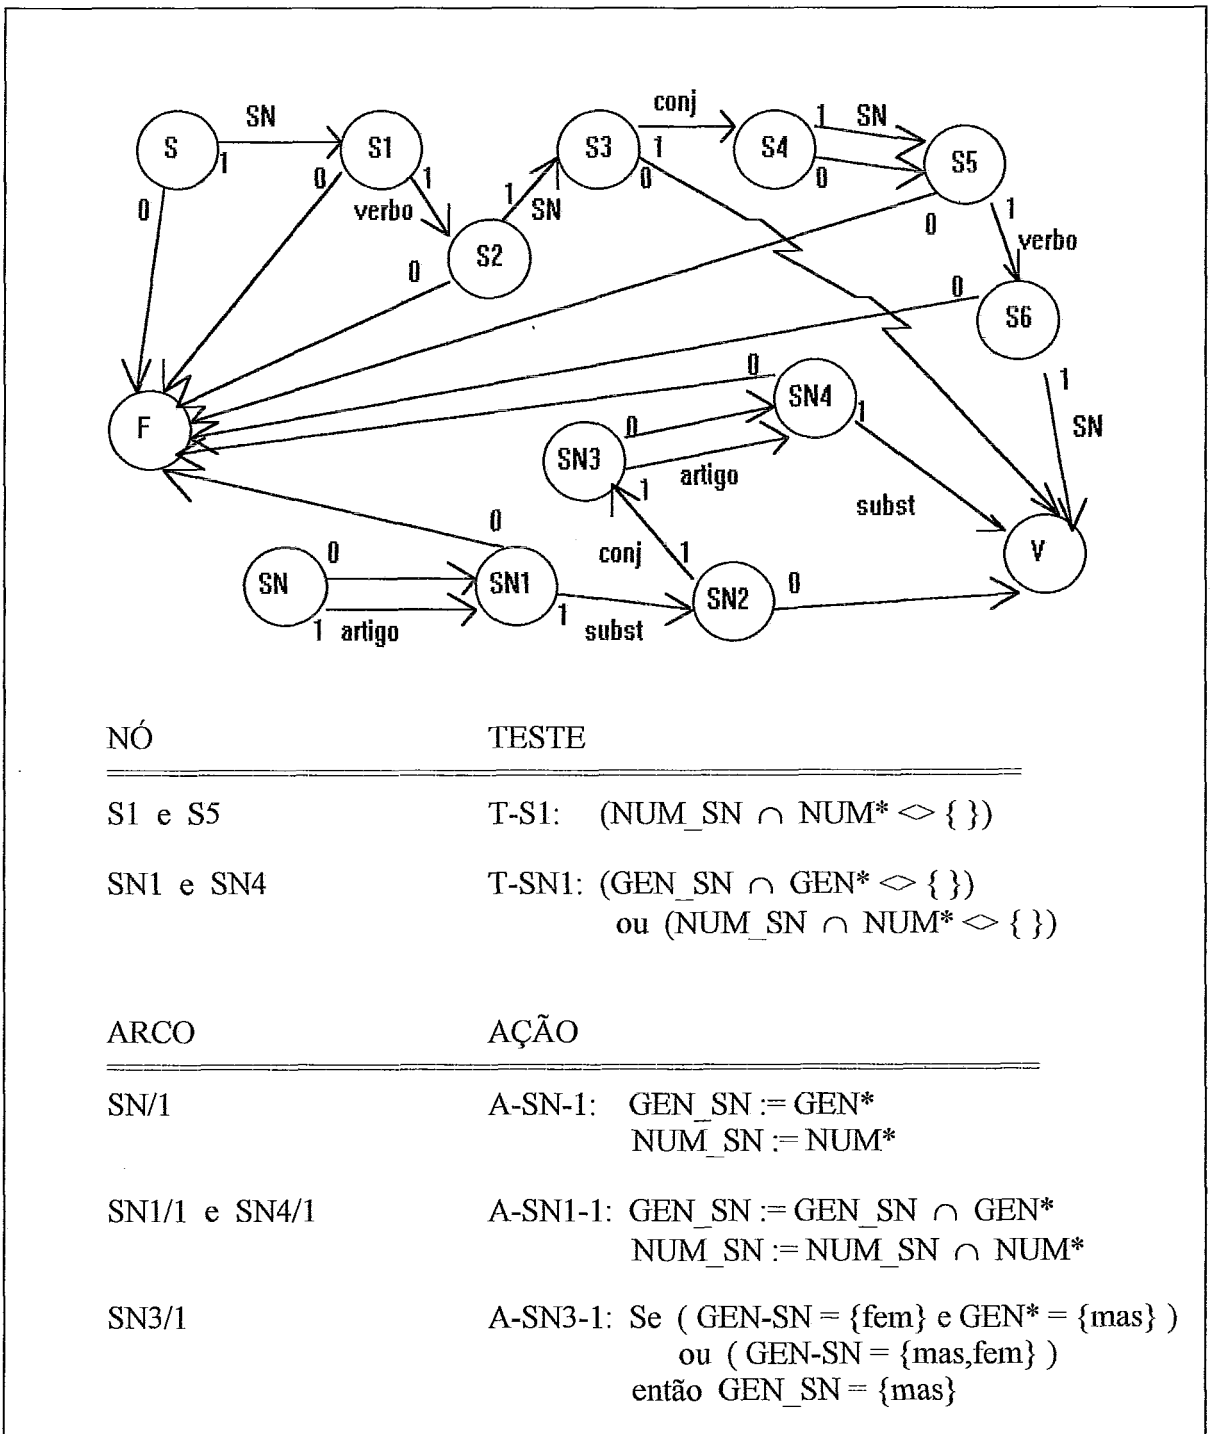 conj
SN
1
SN
S
1
S1
S3
1
S4
S5
0
0
1
verbo
1
SN
0
0
0
1
verbo
S2
0
0
S6
F
0
SN4
1
1
SN
SN3
0
1
artigo
subst
0
conj
1
V
SN
0
SN1
SN2
0
1
artigo
1
subst
NÓ TESTE
S1 e S5 T-S1: (NUM_SN ∩ NUM* <> { })
SN1 e SN4 T-SN1: (GEN_SN ∩ GEN* <> { })
ou (NUM_SN ∩ NUM* <> { })
ARCO AÇÃO
SN/1 A-SN-1: GEN_SN := GEN*
NUM_SN := NUM*
SN1/1 e SN4/1 A-SN1-1: GEN_SN := GEN_SN ∩ GEN*
NUM_SN := NUM_SN ∩ NUM*
SN3/1 A-SN3-1: Se ( GEN-SN = {fem} e GEN* = {mas} )
ou ( GEN-SN = {mas,fem} )
então GEN_SN = {mas}